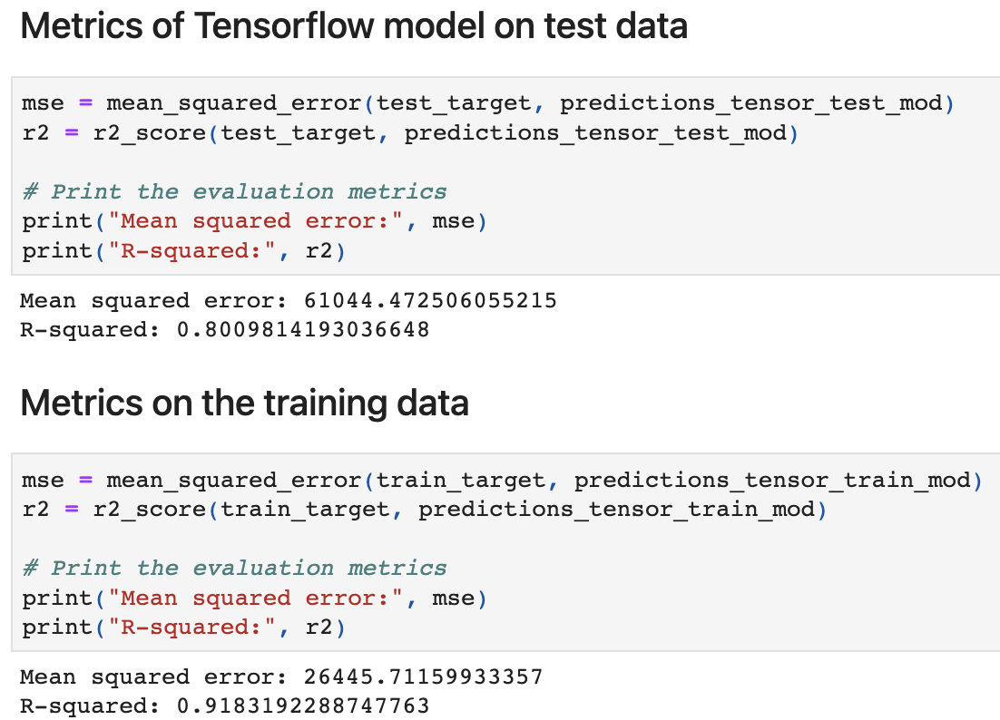 Metrics of Tensorflow model on test data
mse = mean_squared_error(test_target, predictions_tensor_test_mod)
r2 = r2_score(test_target, predictions_tensor_test_mod)
# Print the evaluation metrics
print("Mean squared error:", mse)
print("R-squared:", r2)
Mean squared error: 61044.472506055215
R-squared: 0.8009814193036648
Metrics on the training data
mse = mean_squared_error(train_target, predictions_tensor_train_mod)
r2 = r2_score(train_target, predictions_tensor_train_mod)
# Print the evaluation metrics
print("Mean squared error:", mse)
print("R-squared:", r2)
Mean squared error: 26445.71159933357
R-squared: 0.9183192288747763